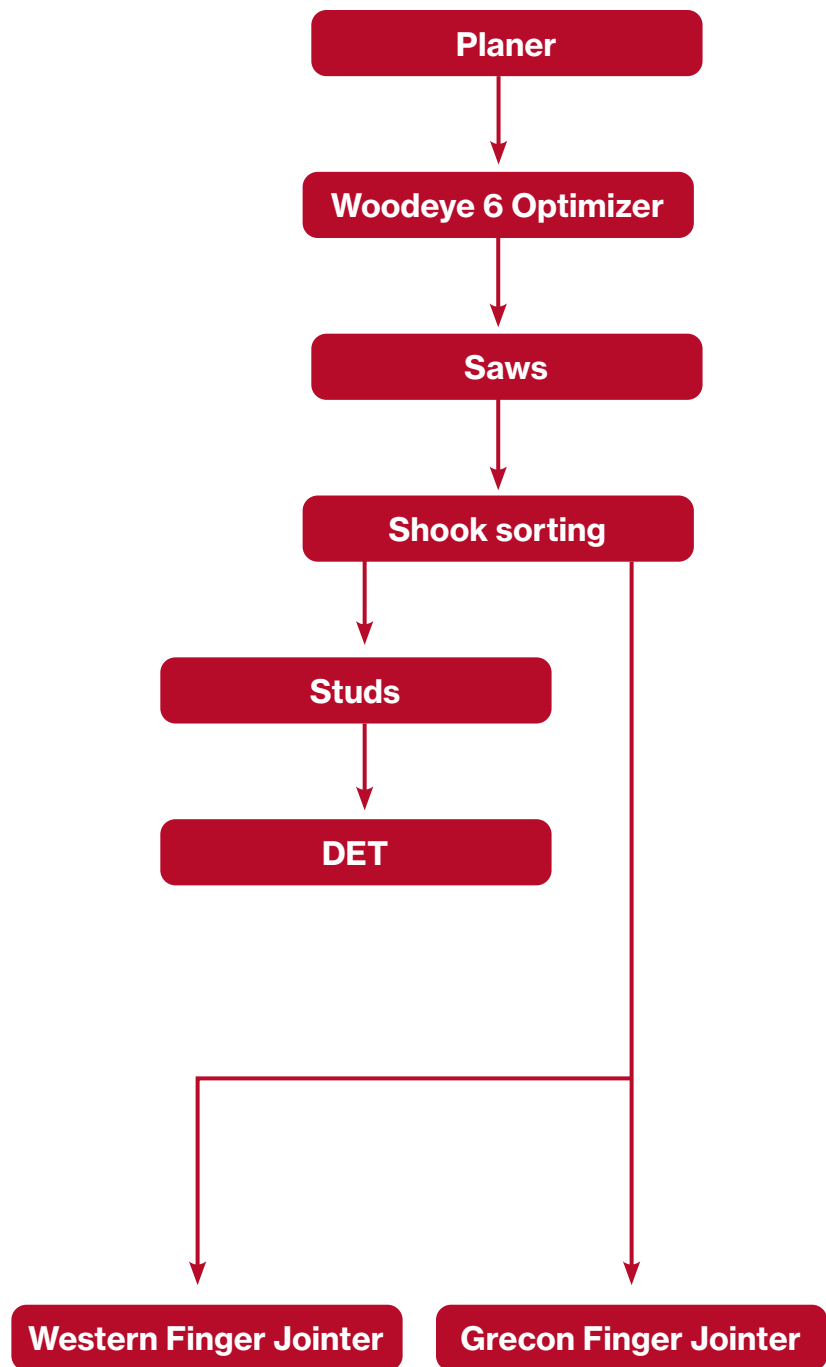 Planer
Woodeye 6 Optimizer
Saws
Shook sorting
Studs
DET
Western Finger Jointer
Grecon Finger Jointer